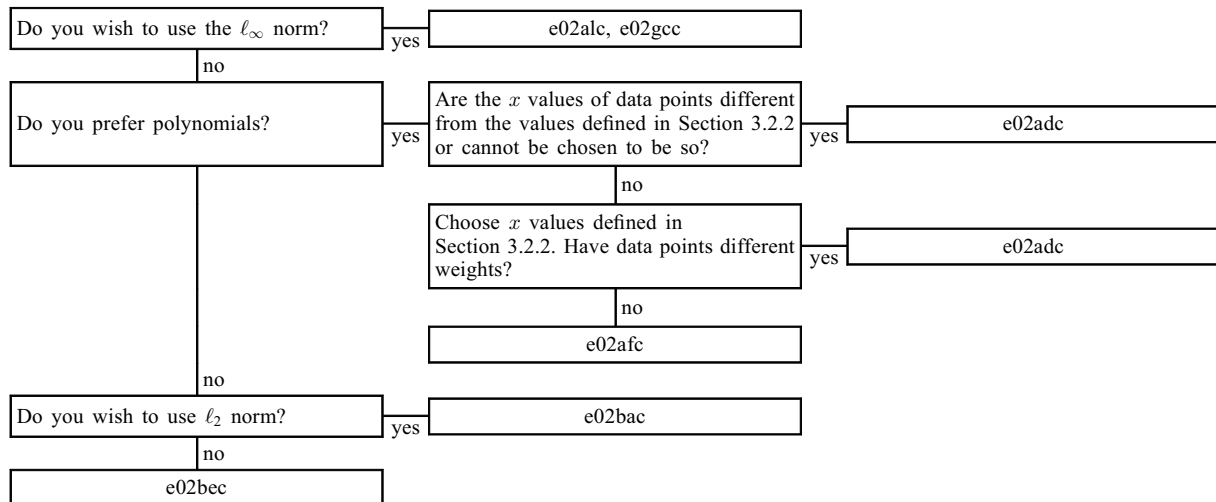 Do you wish to use the ℓ∞ norm?
yes
e02alc, e02gcc
no
Do you prefer polynomials?
yes
Are the x values of data points different
from the values defined in Section 3.2.2
or cannot be chosen to be so?
yes
e02adc
no
Choose x values defined in
Section 3.2.2. Have data points different
weights?
yes
e02adc
no
e02afc
no
Do you wish to use ℓ2 norm?
yes
e02bac
no
e02bec